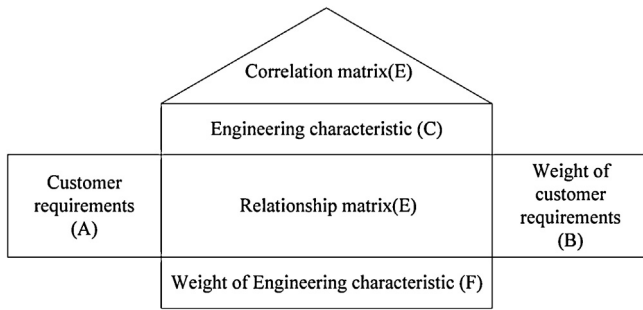 Correlation matrix(E)
Engineering characteristic (C)
Customer
requirements
(A)
Relationship matrix(E)
Weight of
customer
requirements
(B)
Weight of Engineering characteristic (F)